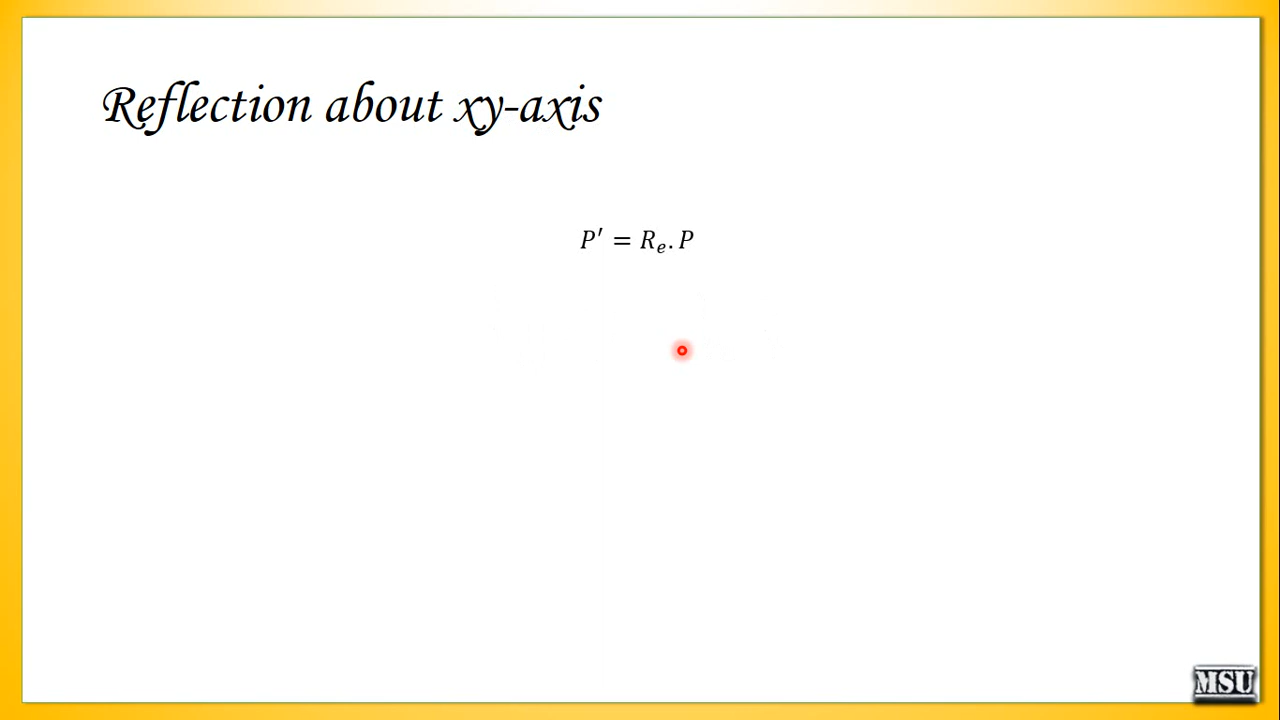 Reflection about xy-axis
P′ = Rₑ. P
MSU